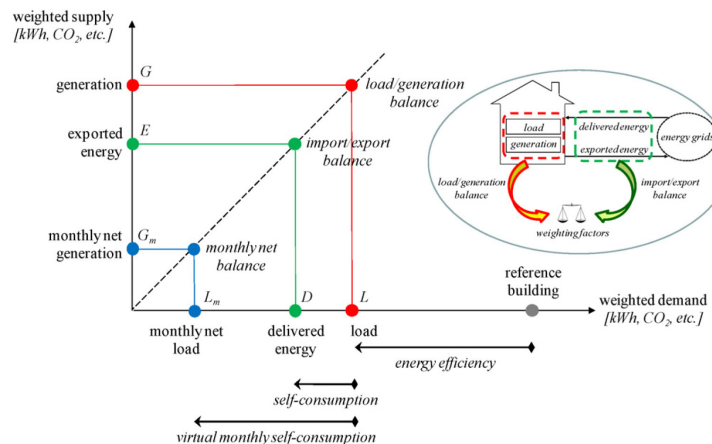 weighted supply
[kWh, CO2, etc.]
generation
G
load/generation
balance
exported
energy
E
import/export
balance
monthly net
generation
Gm
monthly net
balance
Lm
D
L
monthly net
load
delivered
energy
load
reference
building
weighted demand
[kWh, CO2, etc.]
energy efficiency
self-consumption
virtual monthly self-consumption
load
generation
delivered energy
exported energy
energy grids
load/generation
balance
import/export
balance
weighting factors